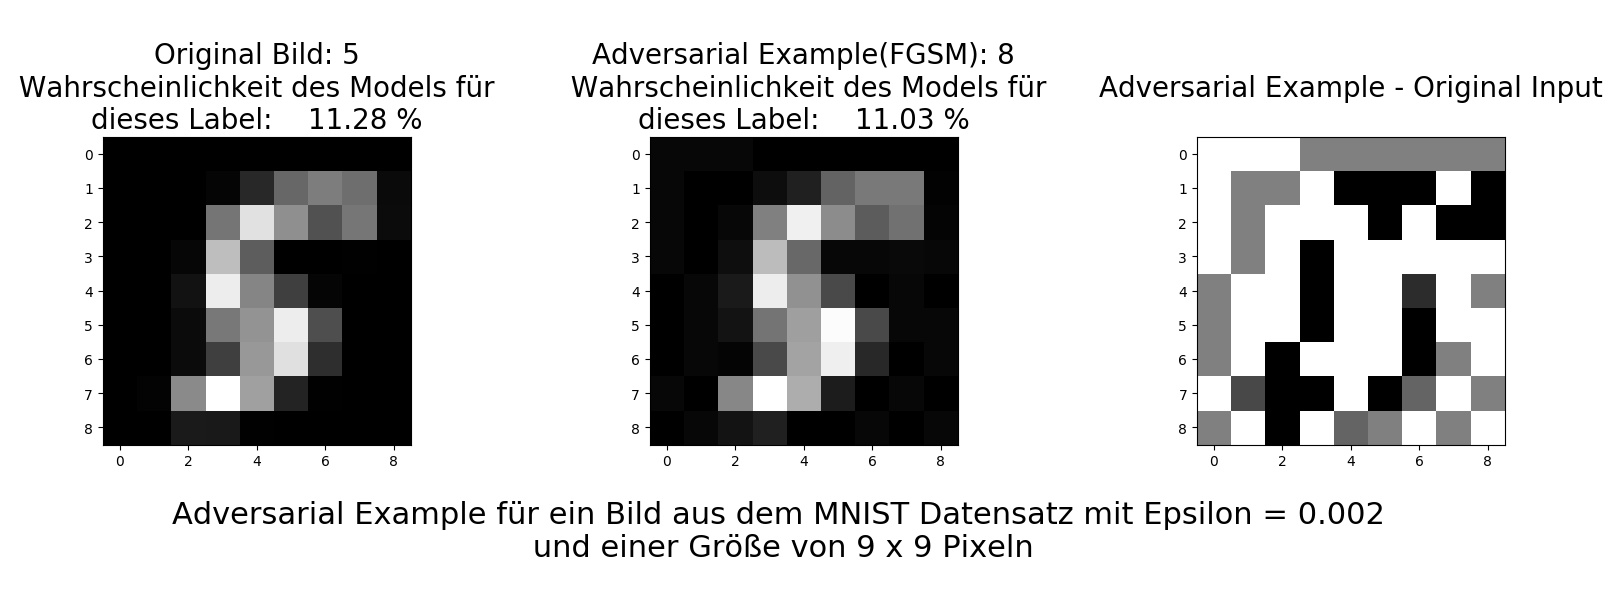 Original Bild: 5
Wahrscheinlichkeit des Models für
dieses Label: 11.28 %
0
1
2
3
4
5
6
7
8
0 2 4 6 8
Adversarial Example(FGSM): 8
Wahrscheinlichkeit des Models für
dieses Label: 11.03 %
0
1
2
3
4
5
6
7
8
0 2 4 6 8
Adversarial Example - Original Input
0
1
2
3
4
5
6
7
8
0 2 4 6 8
Adversarial Example für ein Bild aus dem MNIST Datensatz mit Epsilon = 0.002
und einer Größe von 9 x 9 Pixeln